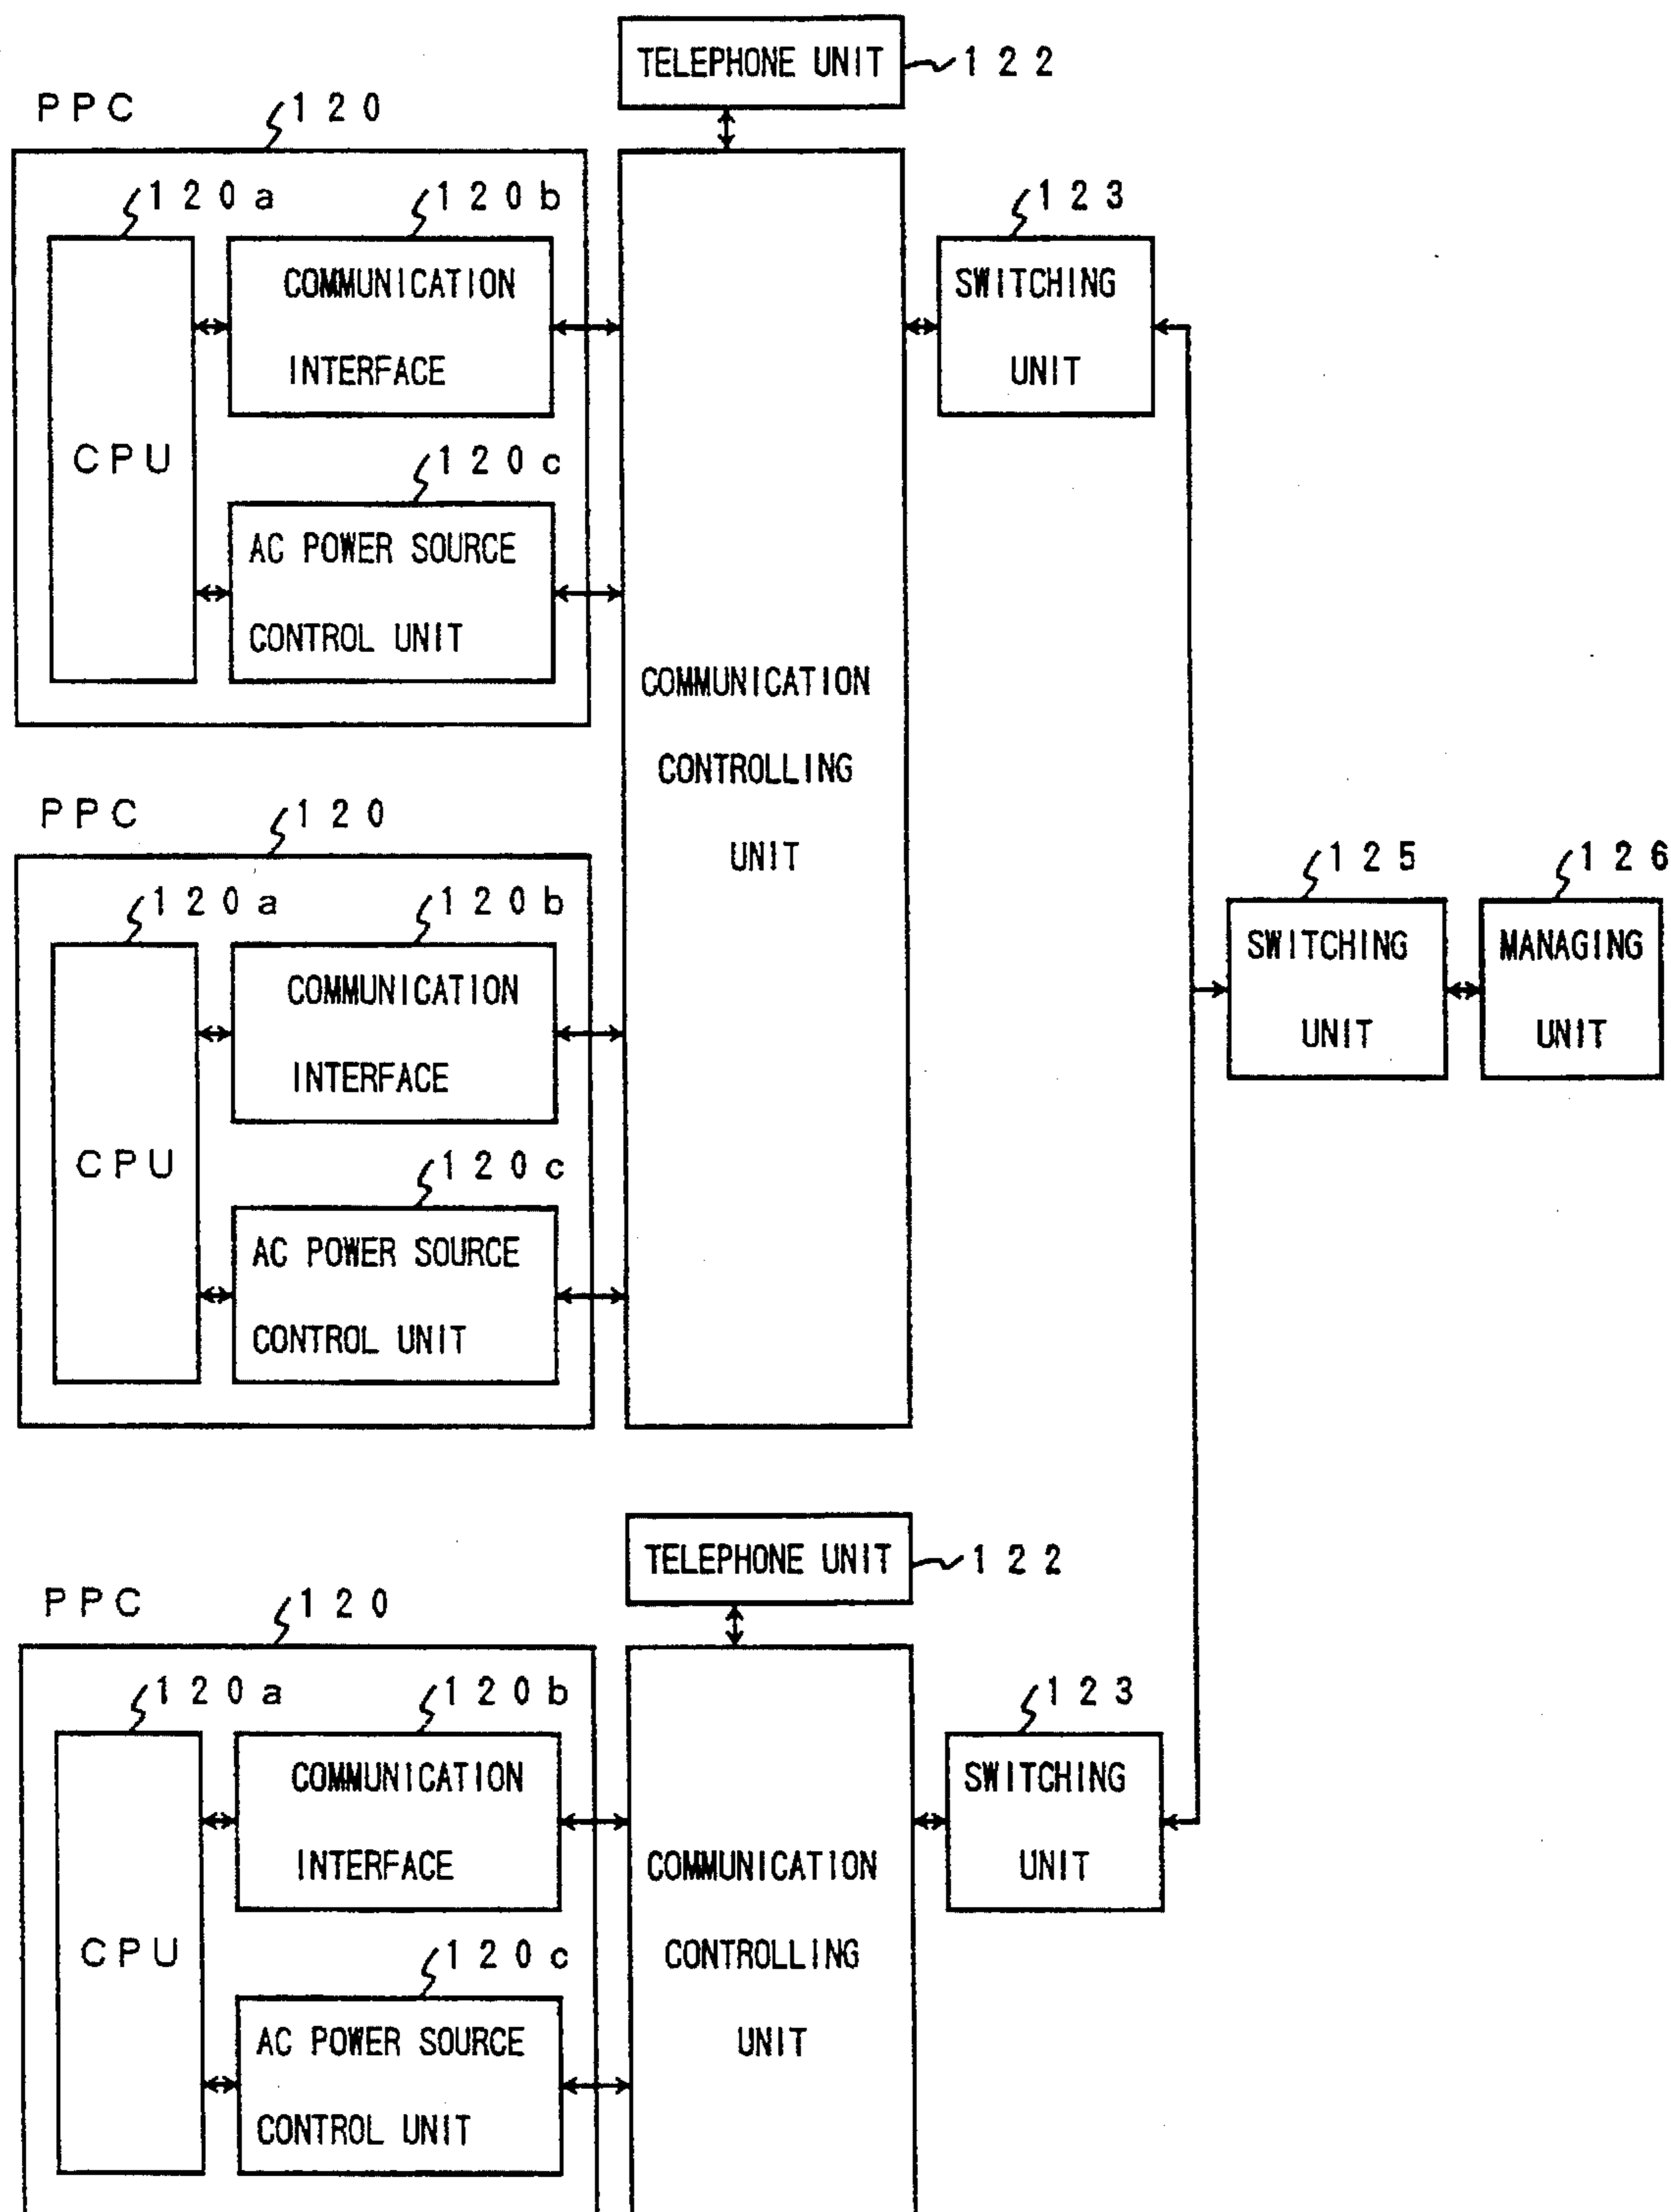 TELEPHONE UNIT
122
PPC
120
120a
120b
123
COMMUNICATION
INTERFACE
SWITCHING
UNIT
CPU
120c
AC POWER SOURCE
CONTROL UNIT
COMMUNICATION
CONTROLLING
UNIT
PPC
120
120a
120b
COMMUNICATION
INTERFACE
CPU
120c
AC POWER SOURCE
CONTROL UNIT
125
126
SWITCHING
UNIT
MANAGING
UNIT
TELEPHONE UNIT
122
PPC
120
120a
120b
123
COMMUNICATION
INTERFACE
SWITCHING
UNIT
CPU
120c
AC POWER SOURCE
CONTROL UNIT
COMMUNICATION
CONTROLLING
UNIT